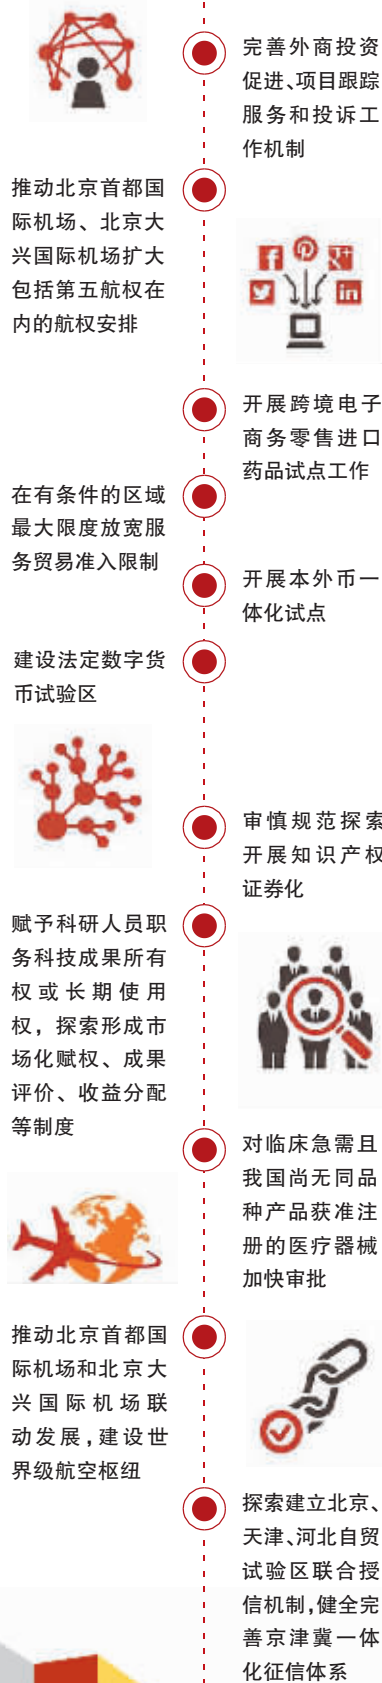 完善外商投资
促进、项目跟踪
服务和投诉工
作机制
推动北京首都国
际机场、北京大
兴国际机场扩大
包括第五航权在
内的航权安排
开展跨境电子
商务零售进口
药品试点工作
在有条件的区域
最大限度放宽服
务贸易准入限制
开展本外币一
体化试点
建设法定数字货
币试验区
审慎规范探索
开展知识产权
证券化
赋予科研人员职
务科技成果所有
权或长期使用
权，探索形成市
场化赋权、成果
评价、收益分配
等制度
对临床急需且
我国尚无同品
种产品获准注
册的医疗器械
加快审批
推动北京首都国
际机场和北京大
兴国际机场联
动发展，建设世
界级航空枢纽
探索建立北京、
天津、河北自贸
试验区联合授
信机制，健全完
善京津冀一体
化征信体系